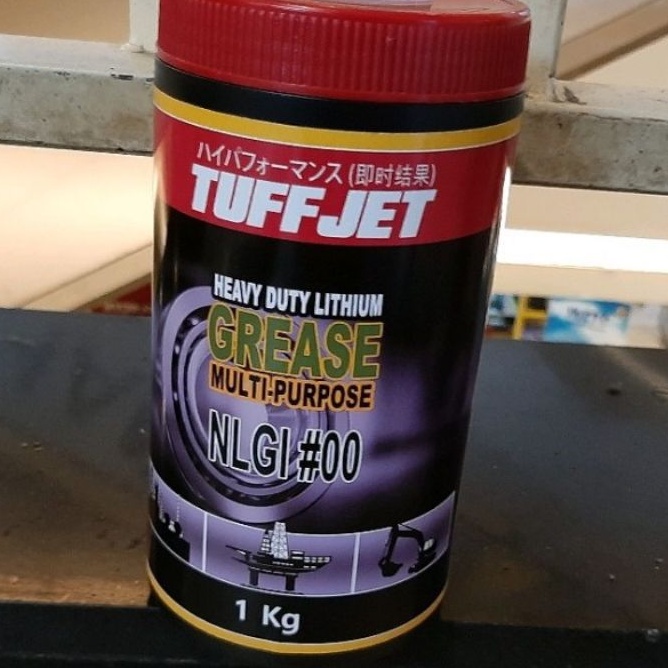 ハイパフォーマンス (即时结果)
TUFFJET
HEAVY DUTY LITHIUM
GREASE
MULTI-PURPOSE
NLGI #00
1 Kg